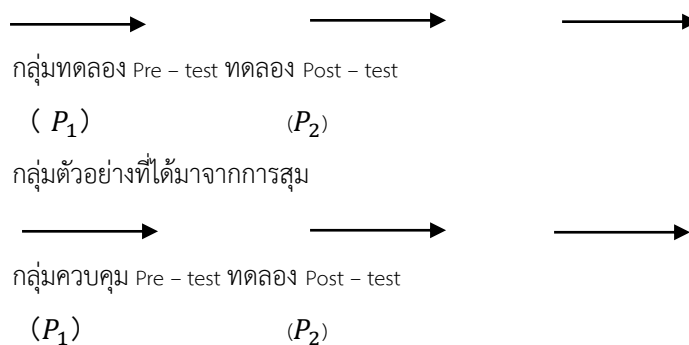 กลุ่มทดลอง Pre – test ทดลอง Post – test
( P₁) (P₂)
กลุ่มตัวอย่างที่ได้มาจากการสุม
กลุ่มควบคุม Pre – test ทดลอง Post – test
(P₁) (P₂)